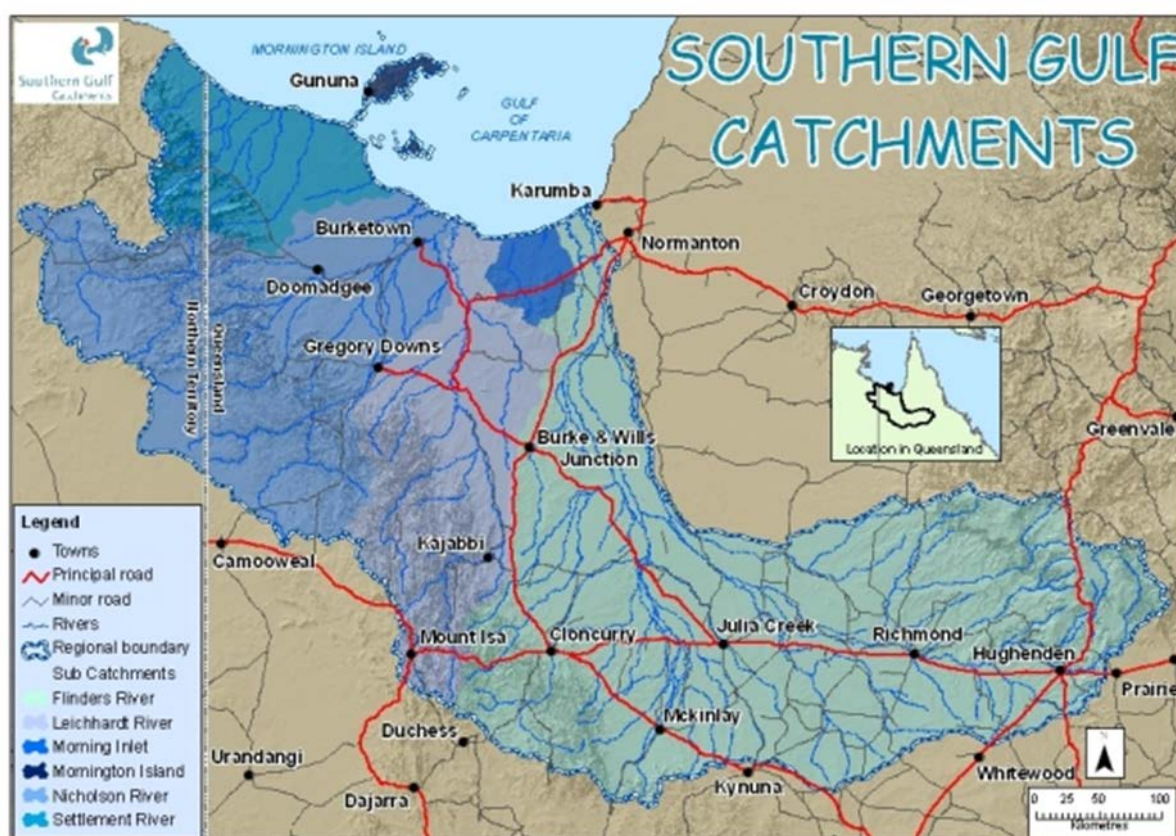 Southern Gulf
Catchments
SOUTHERN GULF
CATCHMENTS
MORNINGTON ISLAND
Gununa
GULF
OF
CARPENTARIA
Karumba
Burketown
Normanton
Doomadgee
Croydon
Georgetown
Gregory Downs
Northern Territory
Queensland
Location in Queensland
Greenvale
Burke & Wills
Junction
Kajabbi
Camooweal
Mount Isa
Cloncurry
Julia Creek
Richmond
Hughenden
Prairie
Mckinlay
Duchess
Urandangi
Dajarra
Kynuna
Whitewood
Legend
Towns
Principal road
Minor road
Rivers
Regional boundary
Sub Catchments
Flinders River
Leichhardt River
Morning Inlet
Mornington Island
Nicholson River
Settlement River
N
0 25 50 100
Kilometres